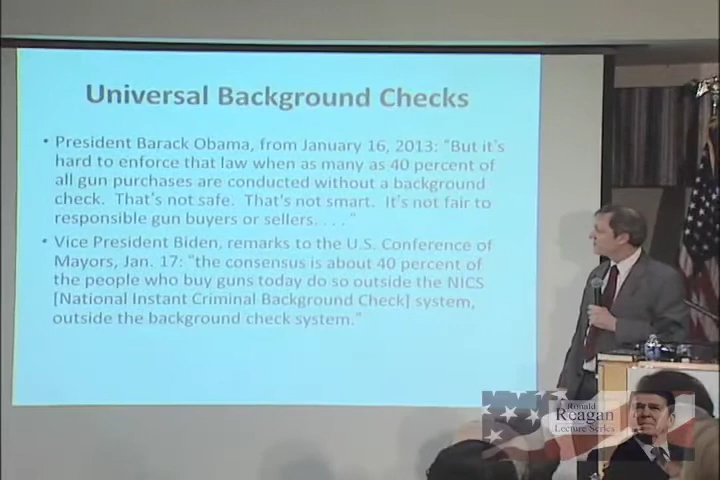 Universal Background Checks
• President Barack Obama, from January 16, 2013: "But it's
hard to enforce that law when as many as 40 percent of
all gun purchases are conducted without a background
check. That's not safe. That's not smart. It's not fair to
responsible gun buyers or sellers. . . ."
• Vice President Biden, remarks to the U.S. Conference of
Mayors, Jan. 17: "the consensus is about 40 percent of
the people who buy guns today do so outside the NICS
[National Instant Criminal Background Check] system,
outside the background check system."
Ronald
Reagan
Lecture Series